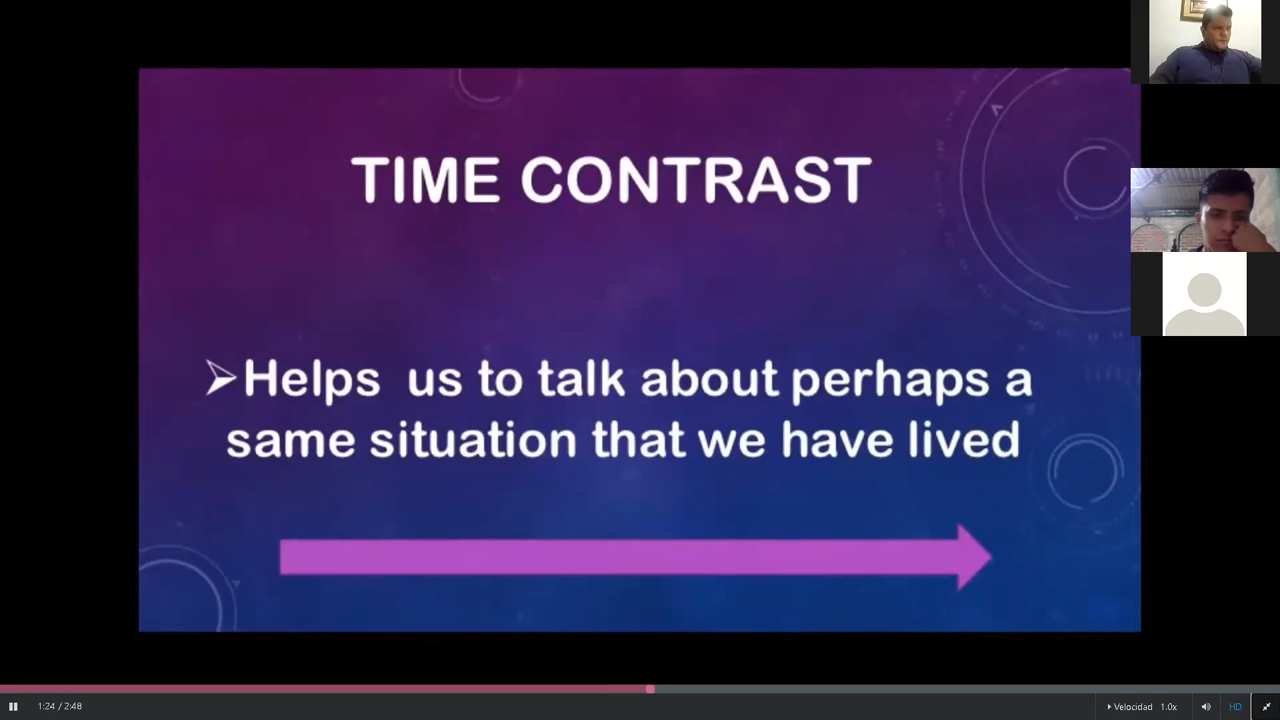 TIME CONTRAST
➢Helps us to talk about perhaps a
same situation that we have lived
1:24 / 2:48
Velocidad 1.0x
HD